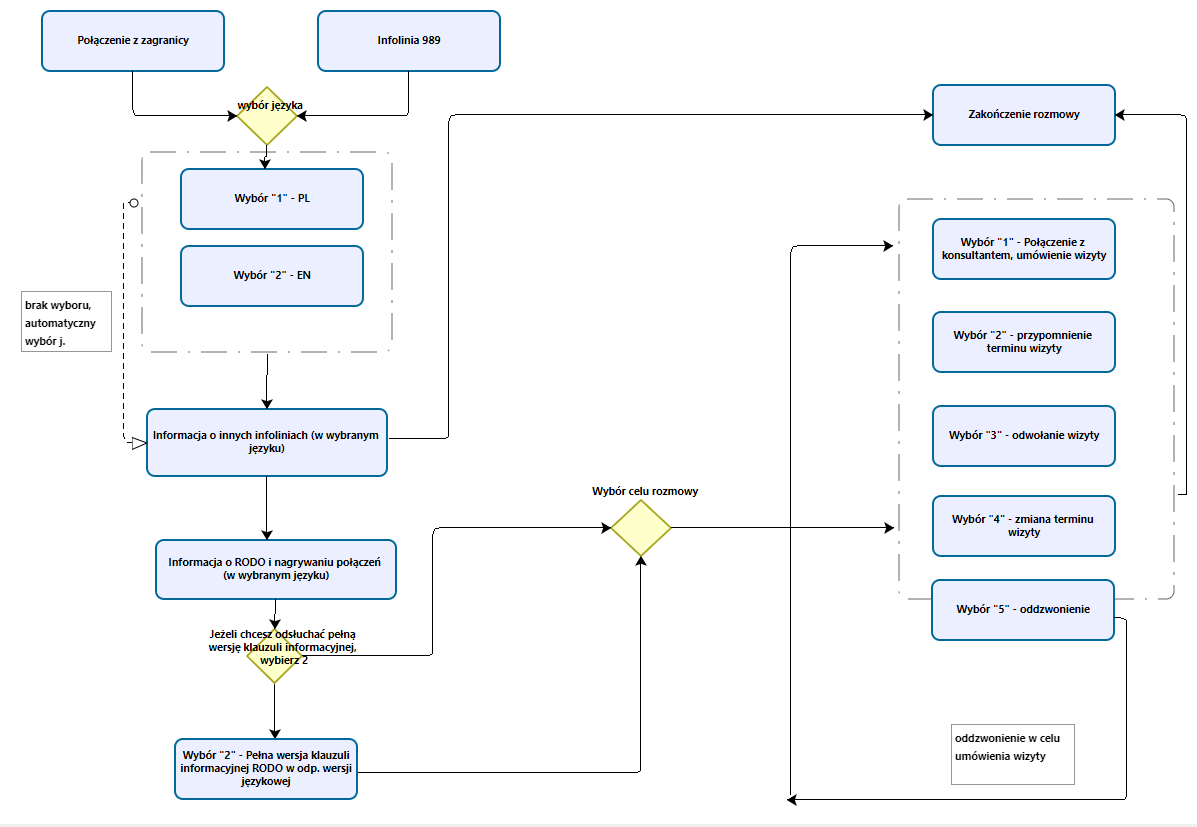 Połączenie z zagranicy
Infolinia 989
wybór języka
Zakończenie rozmowy
Wybór "1" - PL
Wybór "2" - EN
brak wyboru,
automatyczny
wybór j.
Wybór "1" - Połączenie z
konsultantem, umówienie wizyty
Wybór "2" - przypomnienie
terminu wizyty
Informacja o innych infoliniach (w wybranym
języku)
Wybór "3" - odwołanie wizyty
Wybór celu rozmowy
Wybór "4" - zmiana terminu
wizyty
Informacja o RODO i nagrywaniu połączeń
(w wybranym języku)
Wybór "5" - oddzwonienie
Jeżeli chcesz odsłuchać pełną
wersję klauzuli informacyjnej,
wybierz 2
Wybór "2" - Pełna wersja klauzuli
informacyjnej RODO w odp. wersji
językowej
oddzwonienie w celu
umówienia wizyty